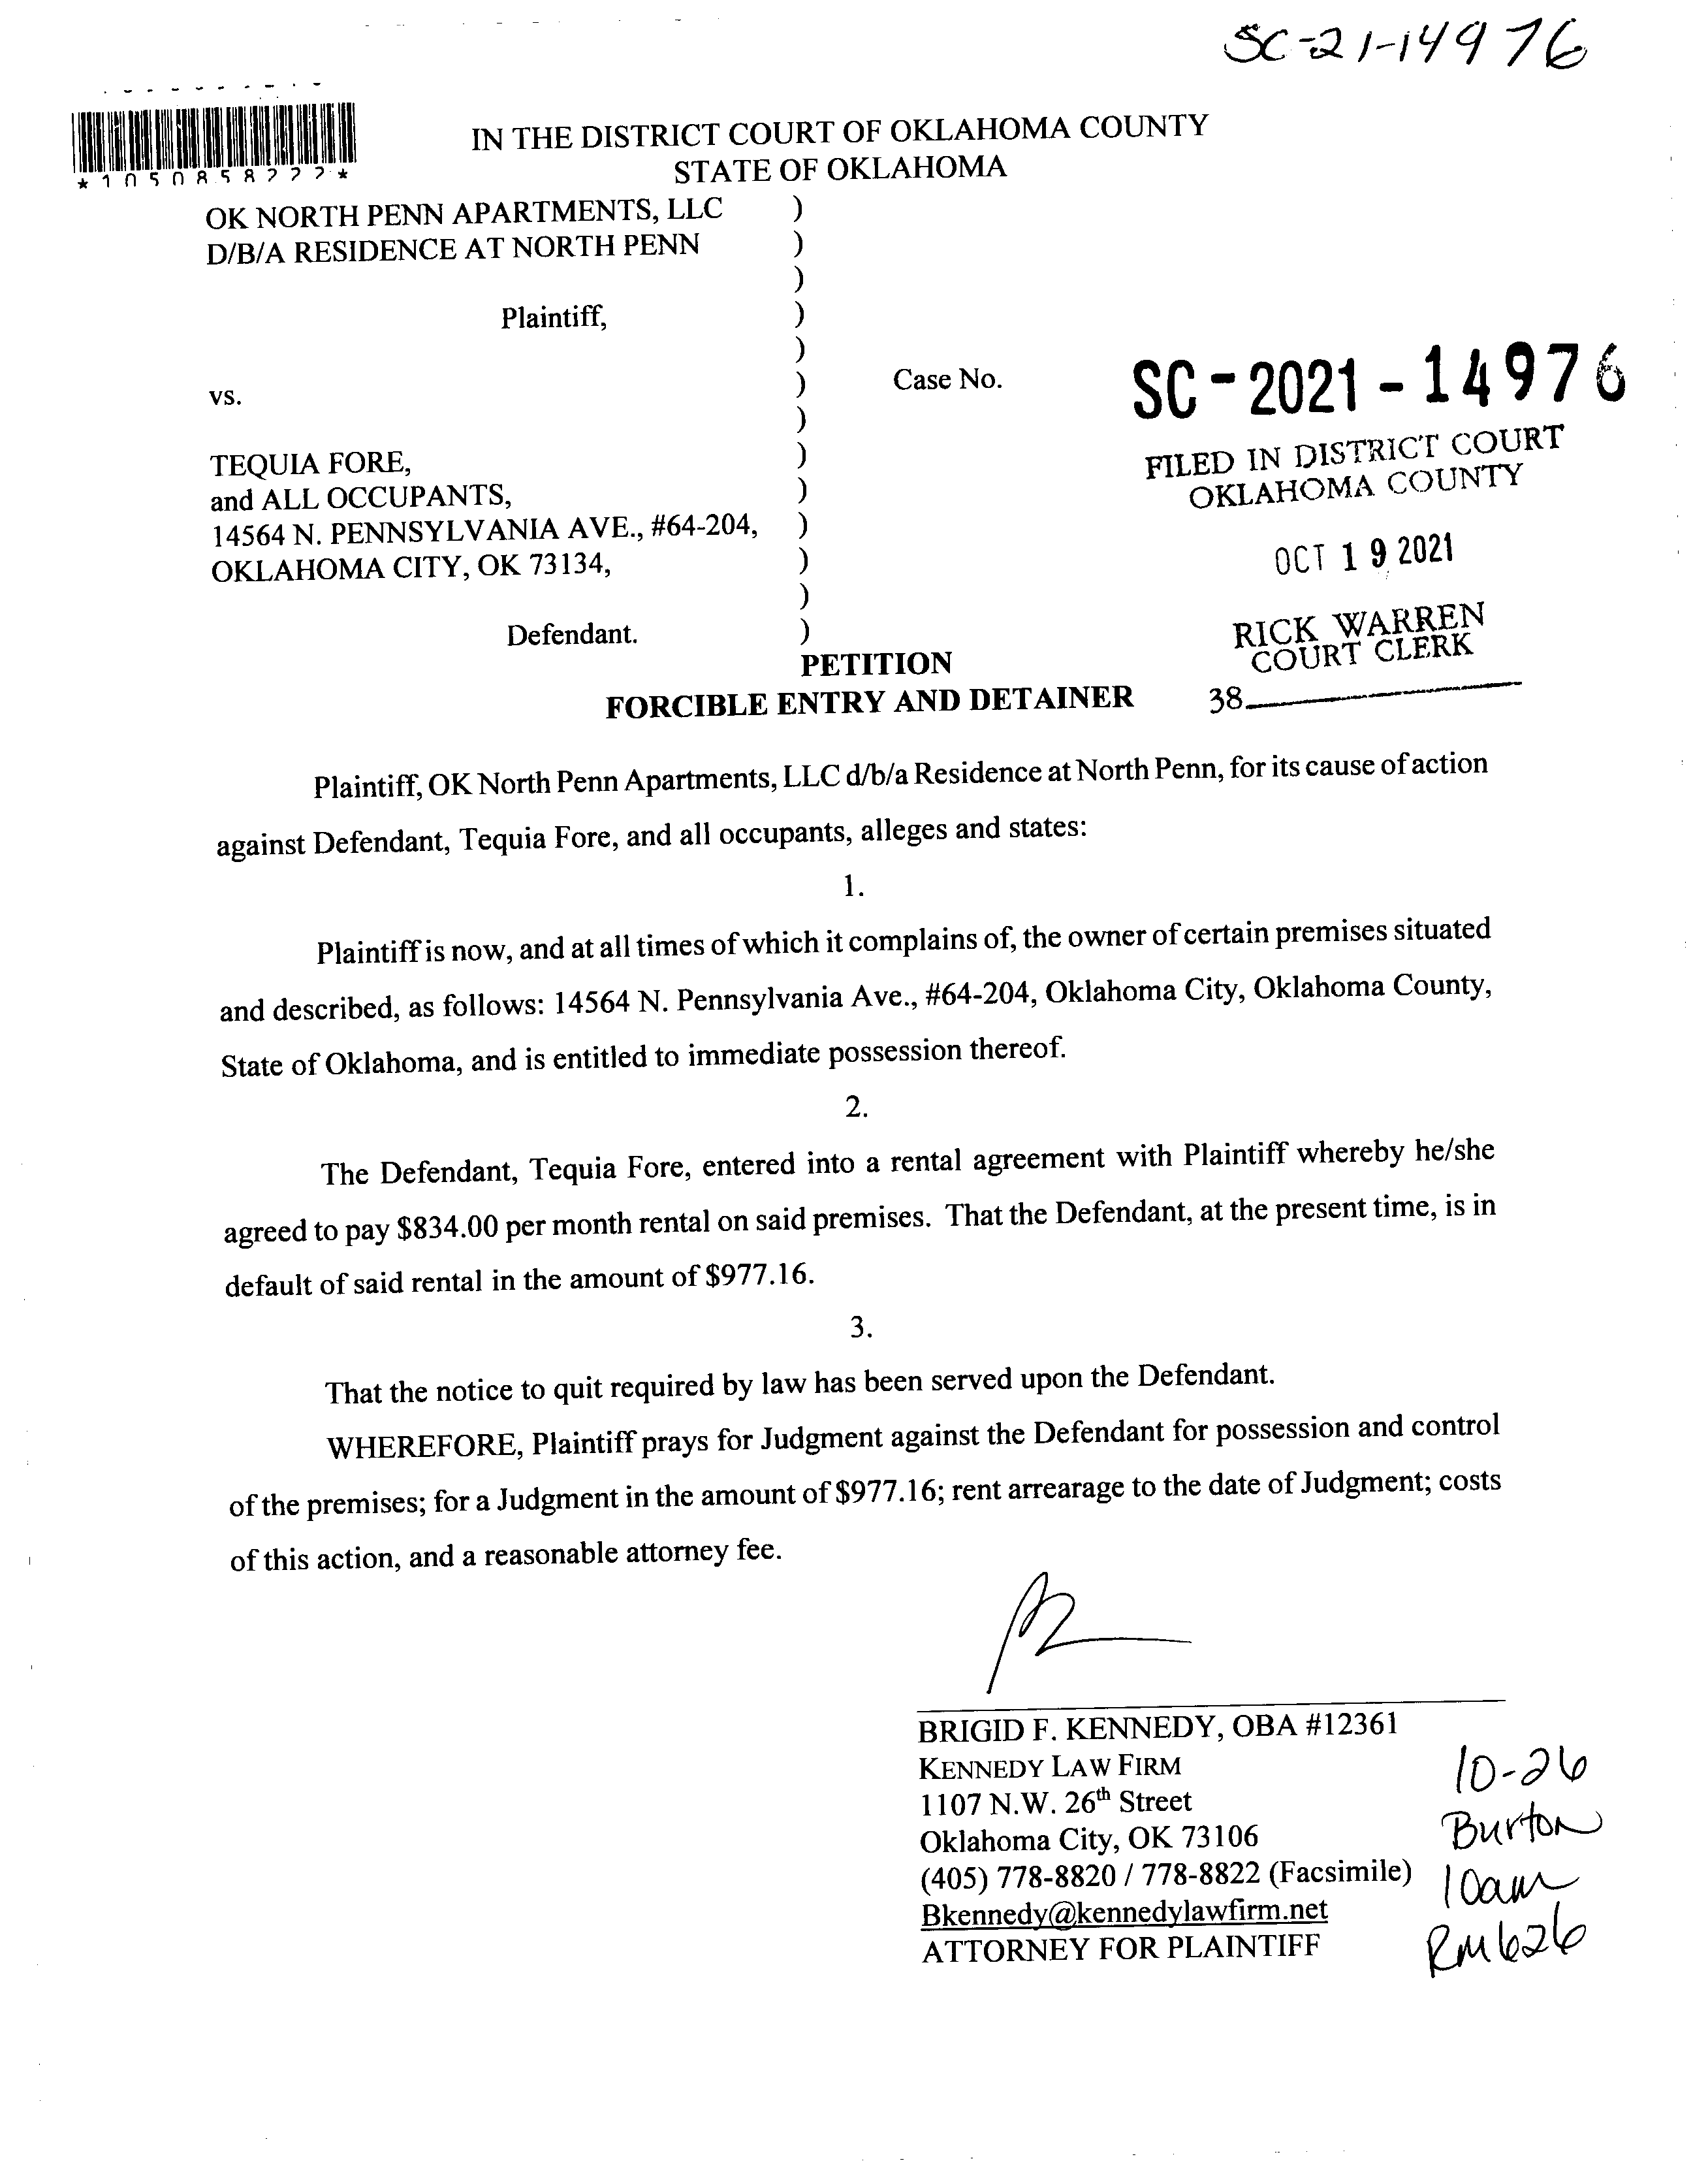 SC-21-14976
*1050858222*
IN THE DISTRICT COURT OF OKLAHOMA COUNTY
STATE OF OKLAHOMA
OK NORTH PENN APARTMENTS, LLC )
D/B/A RESIDENCE AT NORTH PENN )
)
Plaintiff, )
)
vs. ) Case No. SC-2021-14976
)
TEQUIA FORE, )
and ALL OCCUPANTS, )
14564 N. PENNSYLVANIA AVE., #64-204, )
OKLAHOMA CITY, OK 73134, )
)
Defendant. )
FILED IN DISTRICT COURT
OKLAHOMA COUNTY
OCT 19 2021
RICK WARREN
COURT CLERK
38
PETITION
FORCIBLE ENTRY AND DETAINER
Plaintiff, OK North Penn Apartments, LLC d/b/a Residence at North Penn, for its cause of action
against Defendant, Tequia Fore, and all occupants, alleges and states:
1.
Plaintiff is now, and at all times of which it complains of, the owner of certain premises situated
and described, as follows: 14564 N. Pennsylvania Ave., #64-204, Oklahoma City, Oklahoma County,
State of Oklahoma, and is entitled to immediate possession thereof.
2.
The Defendant, Tequia Fore, entered into a rental agreement with Plaintiff whereby he/she
agreed to pay $834.00 per month rental on said premises. That the Defendant, at the present time, is in
default of said rental in the amount of $977.16.
3.
That the notice to quit required by law has been served upon the Defendant.
WHEREFORE, Plaintiff prays for Judgment against the Defendant for possession and control
of the premises; for a Judgment in the amount of $977.16; rent arrearage to the date of Judgment; costs
of this action, and a reasonable attorney fee.
BRIGID F. KENNEDY, OBA #12361
KENNEDY LAW FIRM
1107 N.W. 26th Street
Oklahoma City, OK 73106
(405) 778-8820 / 778-8822 (Facsimile)
Bkennedy@kennedylawfirm.net
ATTORNEY FOR PLAINTIFF
10-26
Burton
10am
RM626